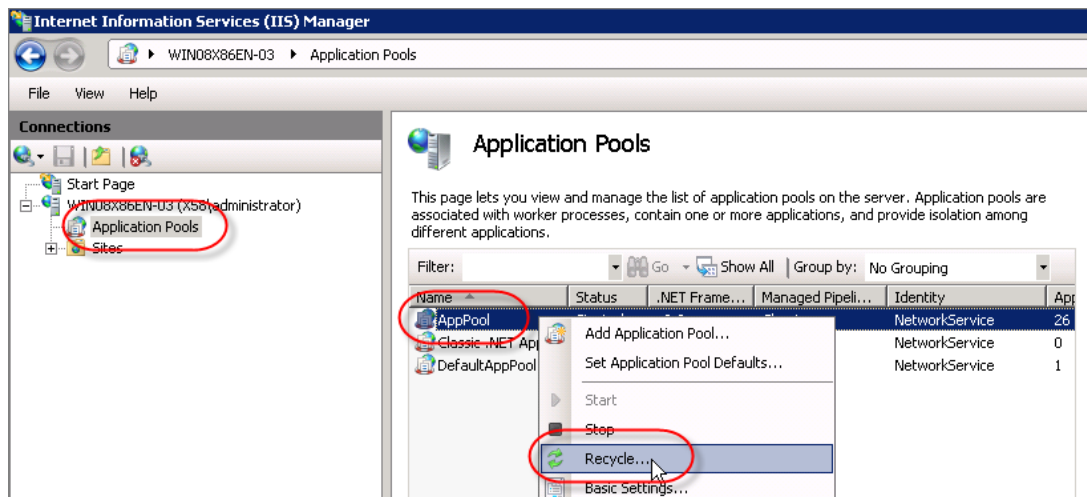 Internet Information Services (IIS) Manager
WIN08X86EN-03 Application Pools
File View Help
Connections
Start Page
WIN08X86EN-03 (X58\administrator)
Application Pools
Sites
Application Pools
This page lets you view and manage the list of application pools on the server. Application pools are
associated with worker processes, contain one or more applications, and provide isolation among
different applications.
Filter: Go Show All Group by: No Grouping
Name Status .NET Frame... Managed Pipeli... Identity App
AppPool NetworkService 26
Classic .NET App NetworkService 0
DefaultAppPool NetworkService 1
Add Application Pool...
Set Application Pool Defaults...
Start
Stop
Recycle...
Basic Settings...